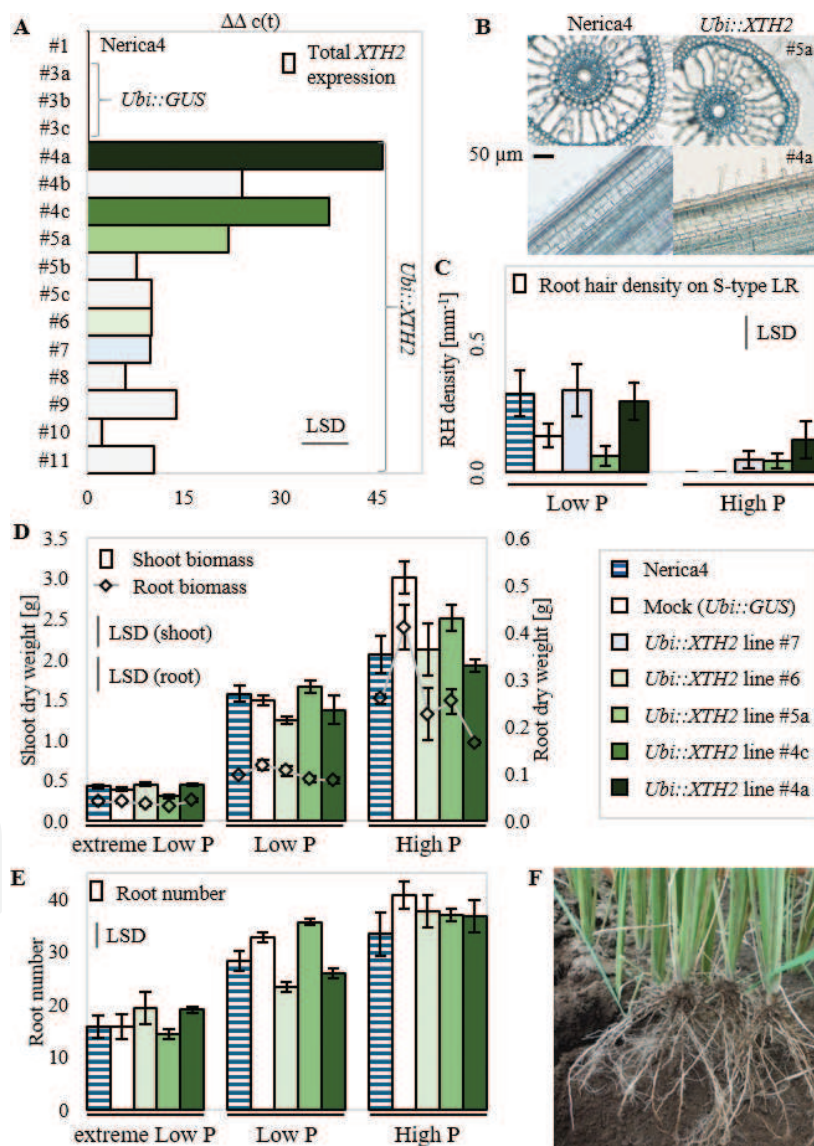 A
ΔΔ c(t)
#1
#3a
#3b
#3c
#4a
#4b
#4c
#5a
#5b
#5c
#6
#7
#8
#9
#10
#11
Nerica4
Ubi::GUS
Total XTH2
expression
Ubi::XTH2
LSD
0 15 30 45
B
Nerica4 Ubi::XTH2
#5a
50 µm
#4a
C
Root hair density on S-type LR
LSD
RH density [mm-1]
0.5
0.0
Low P High P
D
Shoot biomass
Root biomass
LSD (shoot)
LSD (root)
Shoot dry weight [g]
3.5
3.0
2.5
2.0
1.5
1.0
0.5
0.0
Root dry weight [g]
0.6
0.5
0.4
0.3
0.2
0.1
0.0
extreme Low P Low P High P
Nerica4
Mock (Ubi::GUS)
Ubi::XTH2 line #7
Ubi::XTH2 line #6
Ubi::XTH2 line #5a
Ubi::XTH2 line #4c
Ubi::XTH2 line #4a
E
Root number
LSD
Root number
40
30
20
10
0
extreme Low P Low P High P
F